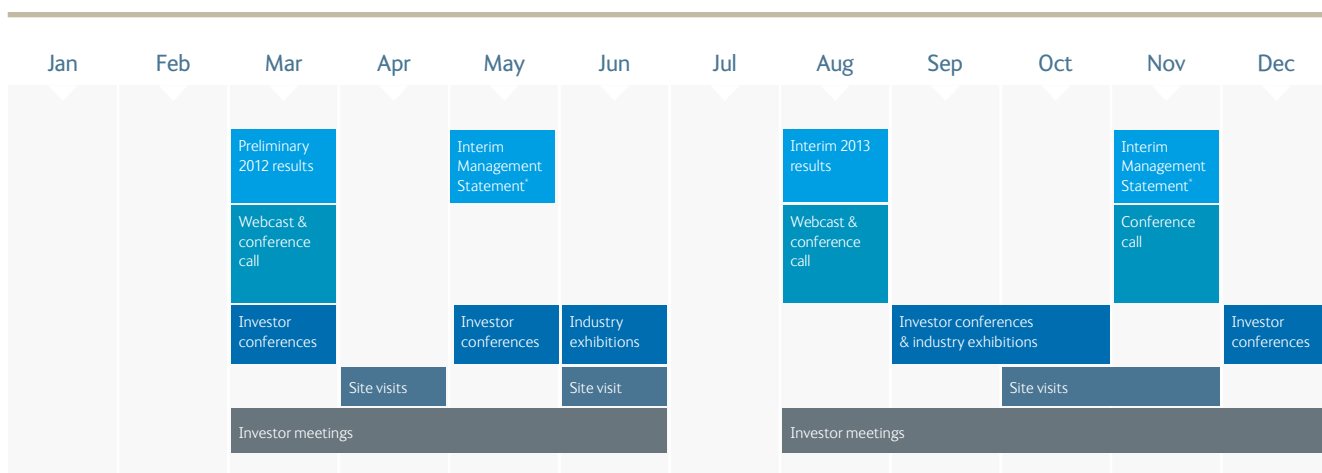 Jan Feb Mar Apr May Jun Jul Aug Sep Oct Nov Dec
Preliminary
2012 results
Interim
Management
Statement*
Interim 2013
results
Interim
Management
Statement*
Webcast &
conference
call
Webcast &
conference
call
Conference
call
Investor
conferences
Investor
conferences
Industry
exhibitions
Investor conferences
& industry exhibitions
Investor
conferences
Site visits
Site visit
Site visits
Investor meetings
Investor meetings